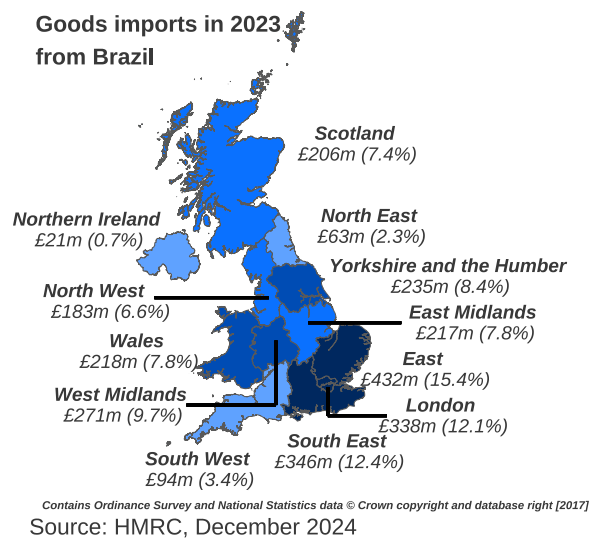 Goods imports in 2023
from Brazil
Scotland
£206m (7.4%)
Northern Ireland
£21m (0.7%)
North East
£63m (2.3%)
Yorkshire and the Humber
£235m (8.4%)
North West
£183m (6.6%)
East Midlands
£217m (7.8%)
Wales
£218m (7.8%)
East
£432m (15.4%)
West Midlands
£271m (9.7%)
London
£338m (12.1%)
South East
£346m (12.4%)
South West
£94m (3.4%)
Contains Ordinance Survey and National Statistics data © Crown copyright and database right [2017]
Source: HMRC, December 2024